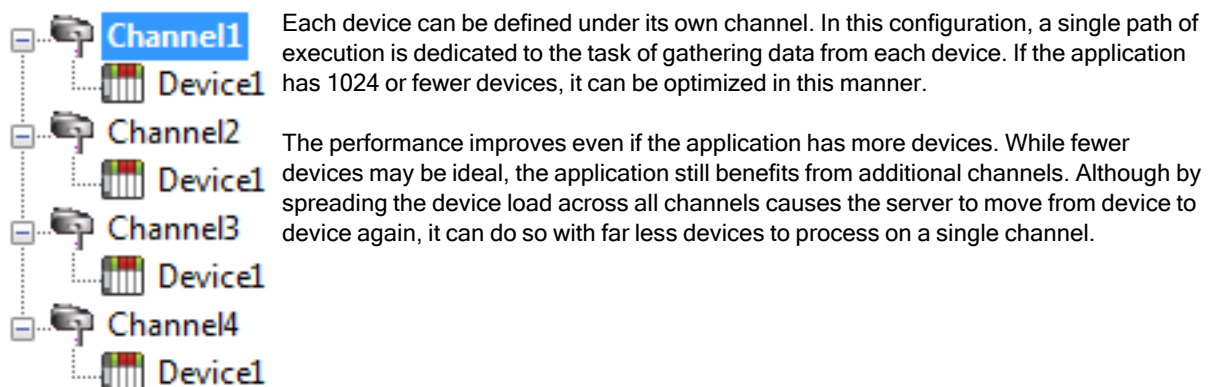 Channel1
Device1
Channel2
Device1
Channel3
Device1
Channel4
Device1
Each device can be defined under its own channel. In this configuration, a single path of
execution is dedicated to the task of gathering data from each device. If the application
has 1024 or fewer devices, it can be optimized in this manner.
The performance improves even if the application has more devices. While fewer
devices may be ideal, the application still benefits from additional channels. Although by
spreading the device load across all channels causes the server to move from device to
device again, it can do so with far less devices to process on a single channel.